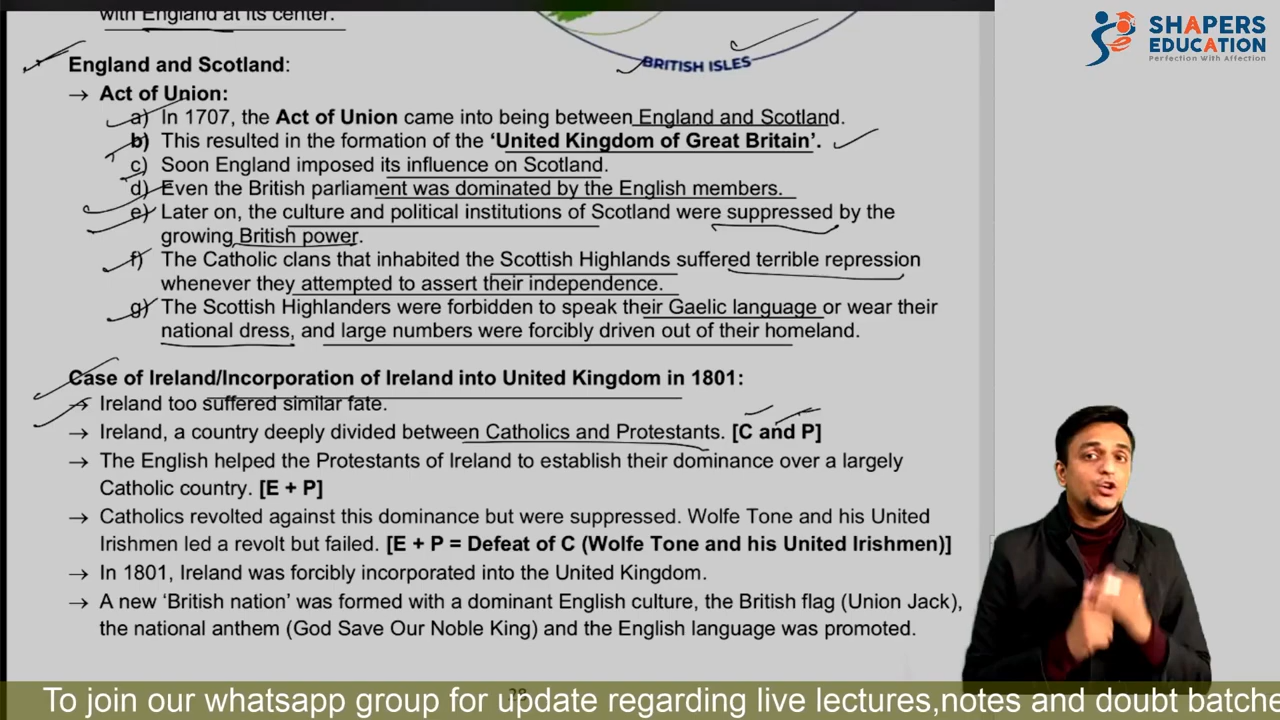 with England at its center.
BRITISH ISLES
SHAPERS
EDUCATION
Perfection With Affection
England and Scotland:
→ Act of Union:
a) In 1707, the Act of Union came into being between England and Scotland.
b) This resulted in the formation of the ‘United Kingdom of Great Britain’.
c) Soon England imposed its influence on Scotland.
d) Even the British parliament was dominated by the English members.
e) Later on, the culture and political institutions of Scotland were suppressed by the
growing British power.
f) The Catholic clans that inhabited the Scottish Highlands suffered terrible repression
whenever they attempted to assert their independence.
g) The Scottish Highlanders were forbidden to speak their Gaelic language or wear their
national dress, and large numbers were forcibly driven out of their homeland.
Case of Ireland/Incorporation of Ireland into United Kingdom in 1801:
→ Ireland too suffered similar fate.
→ Ireland, a country deeply divided between Catholics and Protestants. [C and P]
→ The English helped the Protestants of Ireland to establish their dominance over a largely
Catholic country. [E + P]
→ Catholics revolted against this dominance but were suppressed. Wolfe Tone and his United
Irishmen led a revolt but failed. [E + P = Defeat of C (Wolfe Tone and his United Irishmen)]
→ In 1801, Ireland was forcibly incorporated into the United Kingdom.
→ A new ‘British nation’ was formed with a dominant English culture, the British flag (Union Jack),
the national anthem (God Save Our Noble King) and the English language was promoted.
To join our whatsapp group for update regarding live lectures,notes and doubt batche